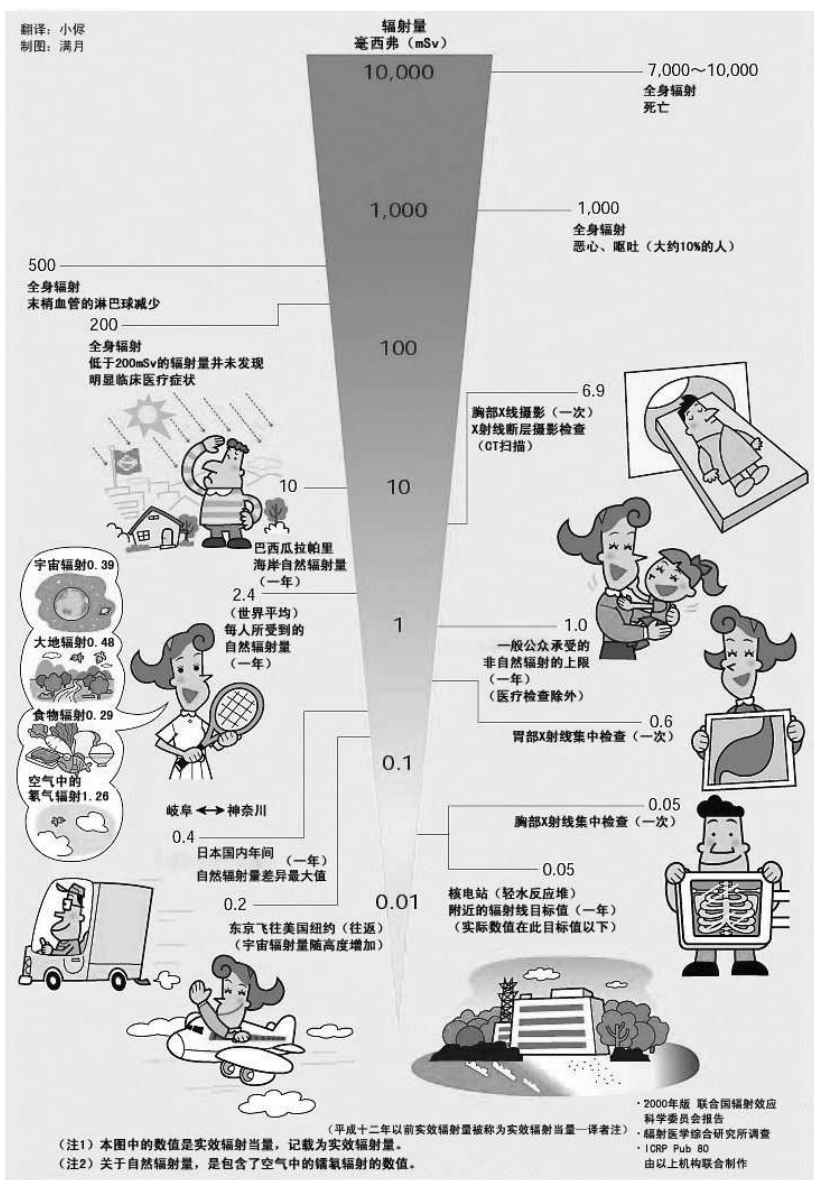 翻译：小侭
制图：满月
辐射量
毫西弗（mSv）
10,000
7,000～10,000
全身辐射
死亡
1,000
1,000
全身辐射
恶心、呕吐（大约10%的人）
500
全身辐射
末梢血管的淋巴球减少
200
全身辐射
低于200mSv的辐射量并未发现
明显临床医疗症状
100
6.9
胸部X线摄影（一次）
X射线断层摄影检查
（CT扫描）
10
10
巴西瓜拉帕里
海岸自然辐射量
（一年）
宇宙辐射0.39
大地辐射0.48
食物辐射0.29
空气中的
氡气辐射1.26
2.4
（世界平均）
每人所受到的
自然辐射量
（一年）
1
1.0
一般公众承受的
非自然辐射的上限
（一年）
（医疗检查除外）
0.6
胃部X射线集中检查（一次）
0.1
岐阜⟷神奈川
0.4
日本国内年间
（一年）
自然辐射量差异最大值
0.05
胸部X射线集中检查（一次）
0.05
核电站（轻水反应堆）
附近的辐射线目标值（一年）
（实际数值在此目标值以下）
0.2
东京飞往美国纽约（往返）
（宇宙辐射量随高度增加）
0.01
（平成十二年以前实效辐射量被称为实效辐射当量—译者注）
（注1）本图中的数值是实效辐射当量，记载为实效辐射量。
（注2）关于自然辐射量，是包含了空气中的镭氡辐射的数值。
·2000年版 联合国辐射效应
科学委员会报告
·辐射医学综合研究所调查
·ICRP Pub 80
由以上机构联合制作